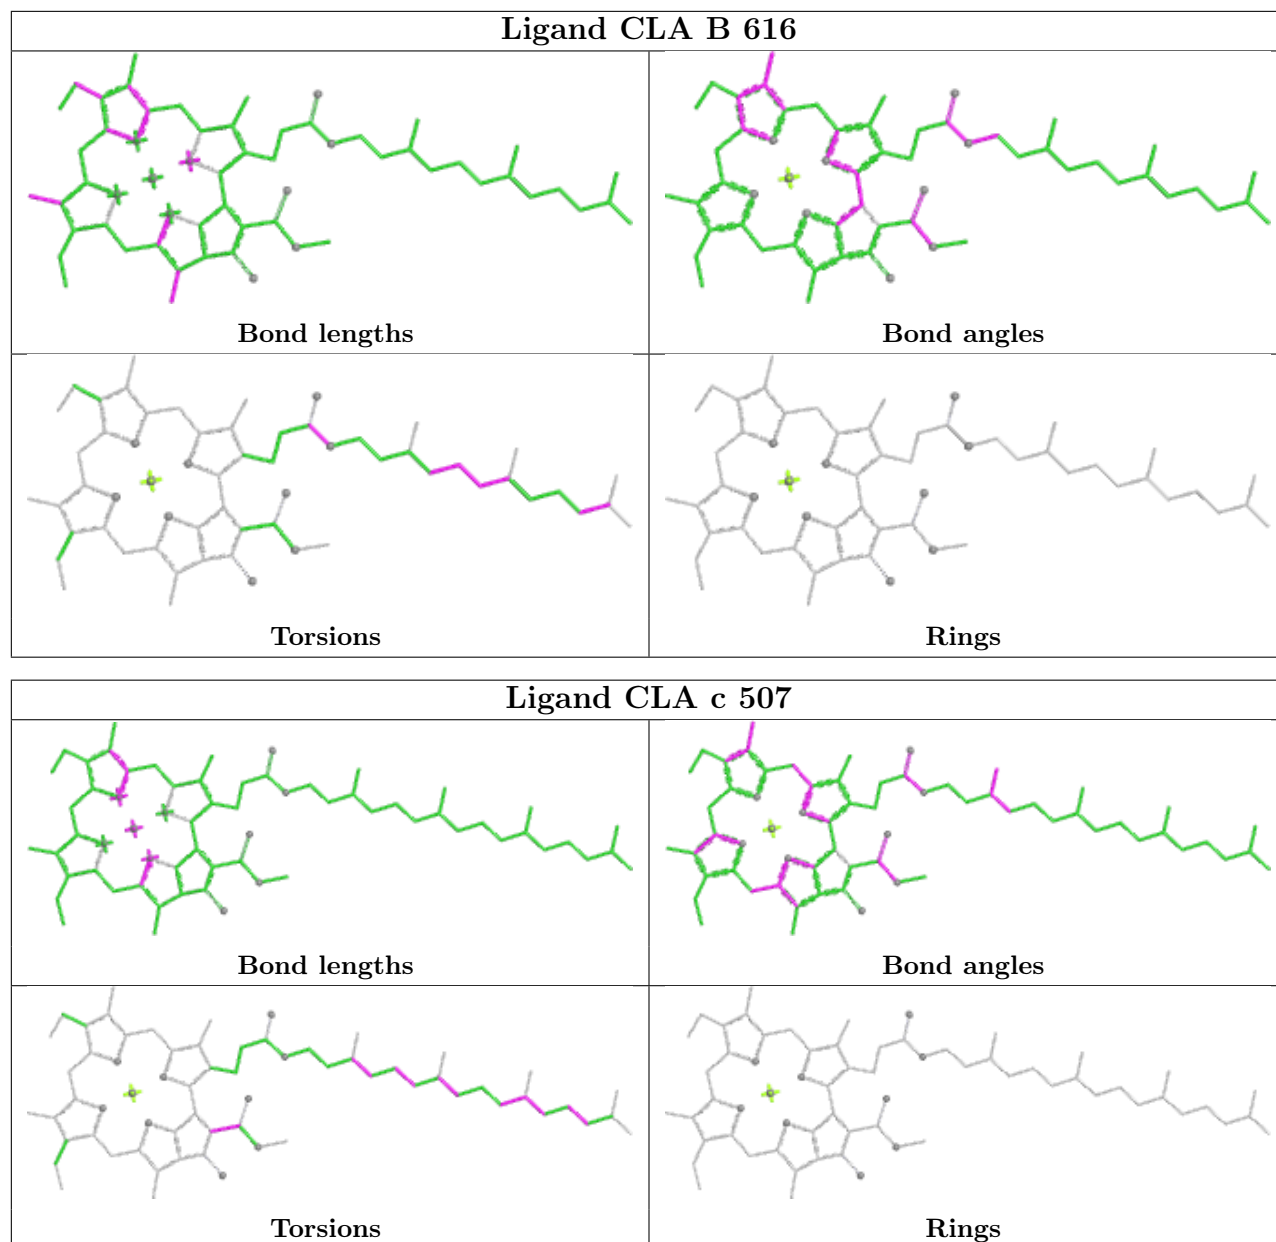 Ligand CLA B 616
Bond lengths
Bond angles
Torsions
Rings
Ligand CLA c 507
Bond lengths
Bond angles
Torsions
Rings